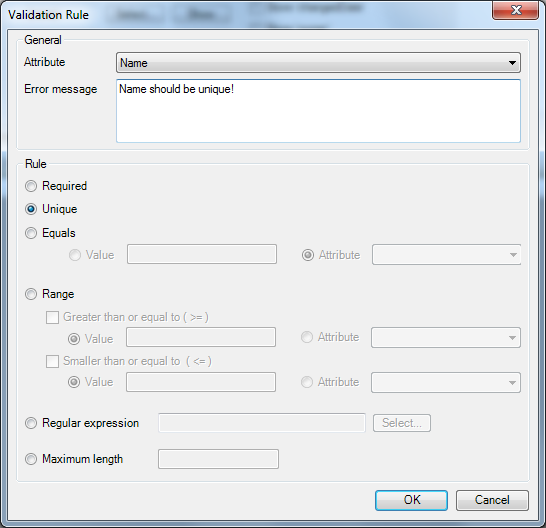 Validation Rule
General
Attribute
Name
Error message
Name should be unique!
Rule
Required
Unique
Equals
Value
Attribute
Range
Greater than or equal to ( >= )
Value
Attribute
Smaller than or equal to ( <= )
Value
Attribute
Regular expression
Select...
Maximum length
OK
Cancel